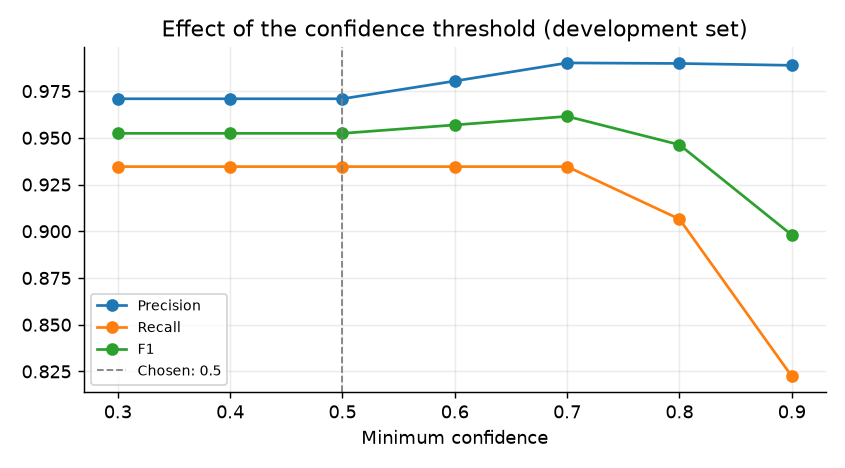 Effect of the confidence threshold (development set)
0.975
0.950
0.925
0.900
0.875
0.850
0.825
Precision
Recall
F1
Chosen: 0.5
0.3 0.4 0.5 0.6 0.7 0.8 0.9
Minimum confidence